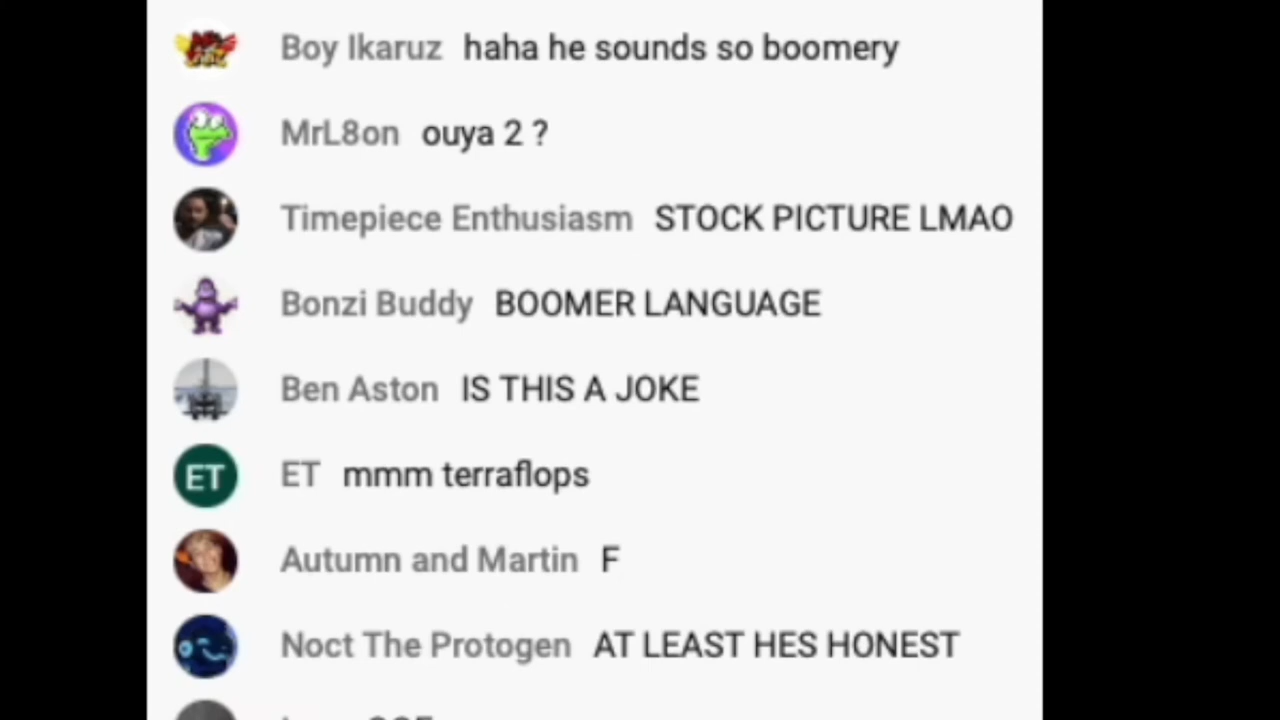 Boy Ikaruz haha he sounds so boomery
MrL8on ouya 2 ?
Timepiece Enthusiasm STOCK PICTURE LMAO
Bonzi Buddy BOOMER LANGUAGE
Ben Aston IS THIS A JOKE
ET ET mmm terraflops
Autumn and Martin F
Noct The Protogen AT LEAST HES HONEST